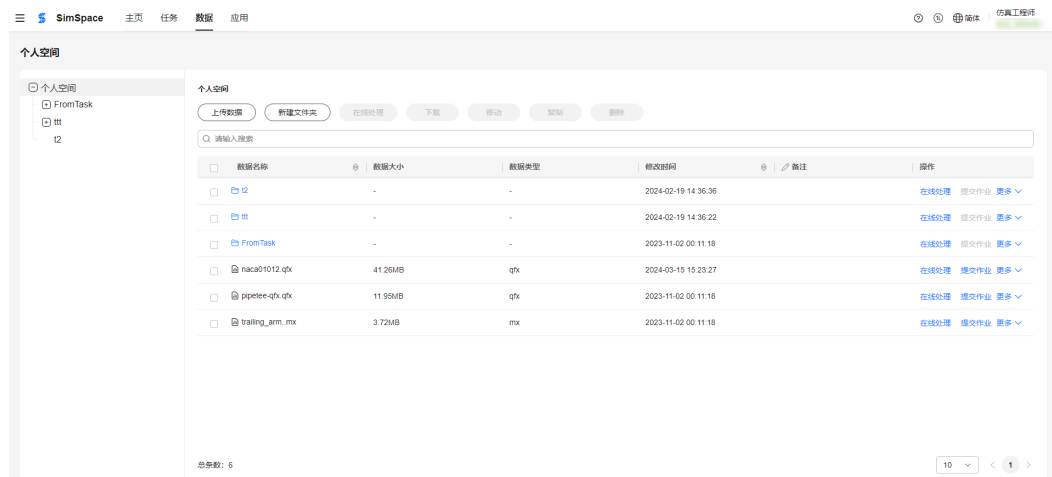 SimSpace 主页 任务 数据 应用 简体 仿真工程师
个人空间
个人空间
FromTask
ttt
t2
个人空间
上传数据 新建文件夹 在线处理 下载 移动 复制 删除
请输入搜索
数据名称 数据大小 数据类型 修改时间 备注 操作
t2 - - 2024-02-19 14:36:36 在线处理 提交作业 更多
ttt - - 2024-02-19 14:36:22 在线处理 提交作业 更多
FromTask - - 2023-11-02 00:11:18 在线处理 提交作业 更多
naca01012.qfx 41.26MB qfx 2024-03-15 15:23:27 在线处理 提交作业 更多
pipetee-qfx.qfx 11.95MB qfx 2023-11-02 00:11:18 在线处理 提交作业 更多
trailing_arm..mx 3.72MB mx 2023-11-02 00:11:18 在线处理 提交作业 更多
总条数: 6 10 1